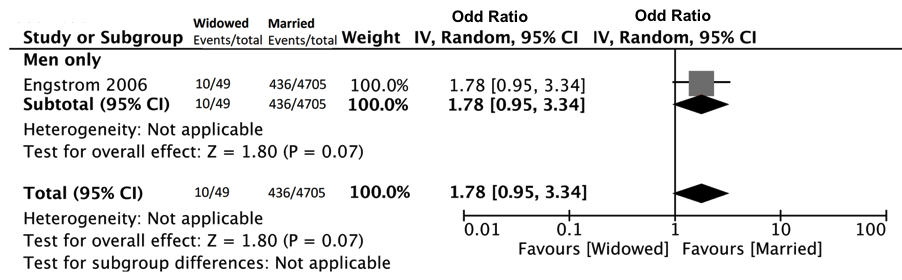 Widowed Married Odd Ratio Odd Ratio
Study or Subgroup Events/total Events/total Weight IV, Random, 95% CI IV, Random, 95% CI
Men only
Engstrom 2006 10/49 436/4705 100.0% 1.78 [0.95, 3.34]
Subtotal (95% CI) 10/49 436/4705 100.0% 1.78 [0.95, 3.34]
Heterogeneity: Not applicable
Test for overall effect: Z = 1.80 (P = 0.07)
Total (95% CI) 10/49 436/4705 100.0% 1.78 [0.95, 3.34]
Heterogeneity: Not applicable
0.01 0.1 1 10 100
Test for overall effect: Z = 1.80 (P = 0.07)
Favours [Widowed] Favours [Married]
Test for subgroup differences: Not applicable